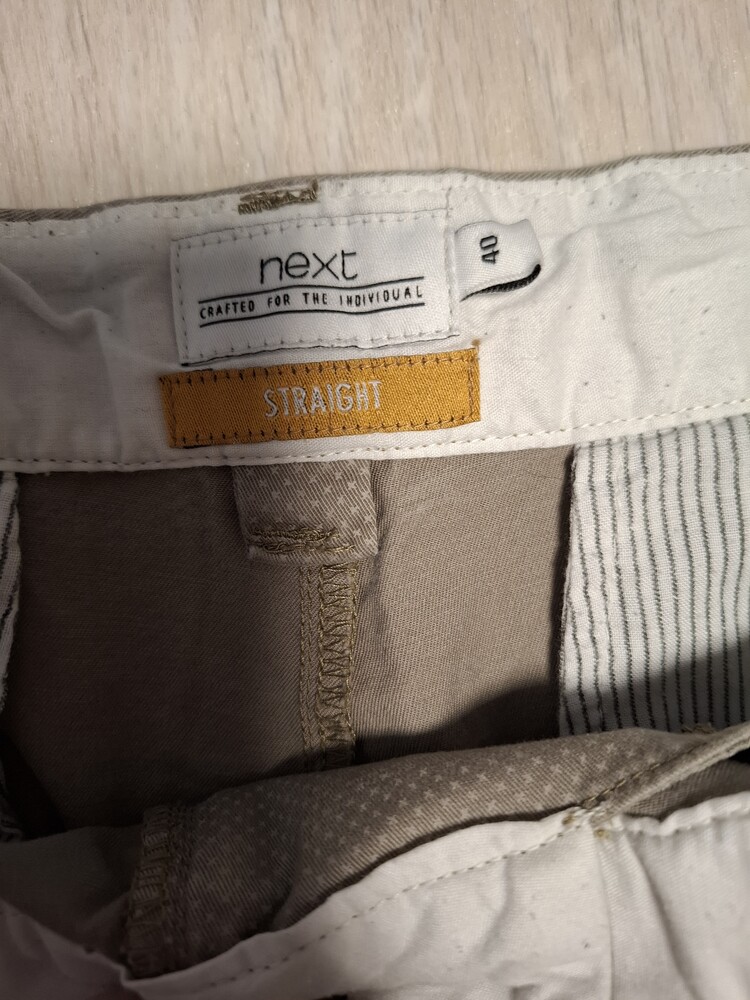 next
CRAFTED FOR THE INDIVIDUAL
40
STRAIGHT